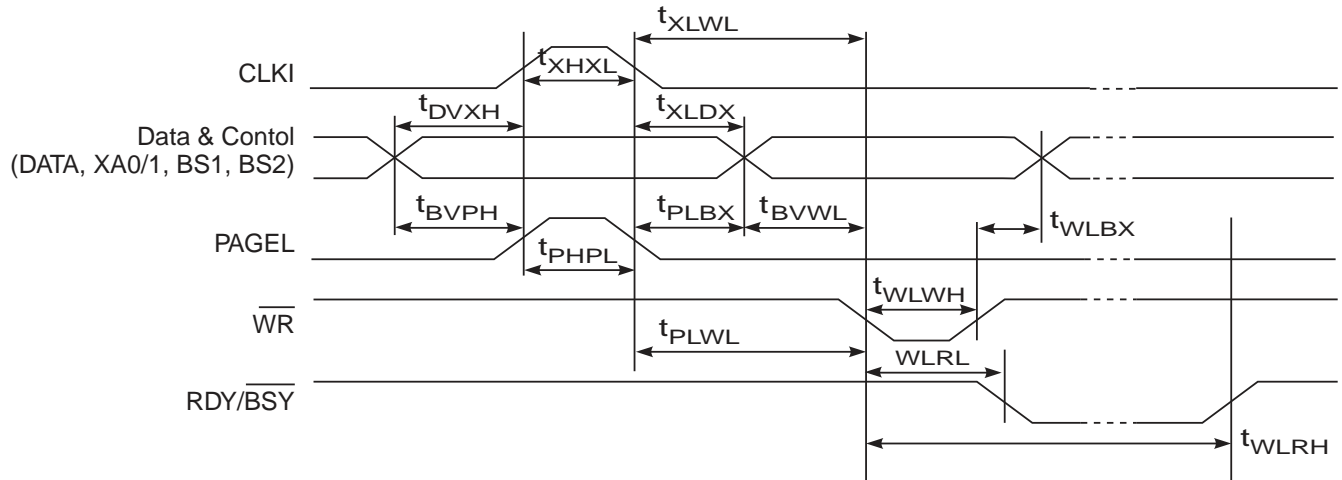 tXLWL
CLKI
tXHXL
tDVXH
tXLDX
Data & Contol
(DATA, XA0/1, BS1, BS2)
tBVPH
tPLBX
tBVWL
tWLBX
PAGEL
tPHPL
tWLWH
WR
tPLWL
WLRL
RDY/BSY
tWLRH